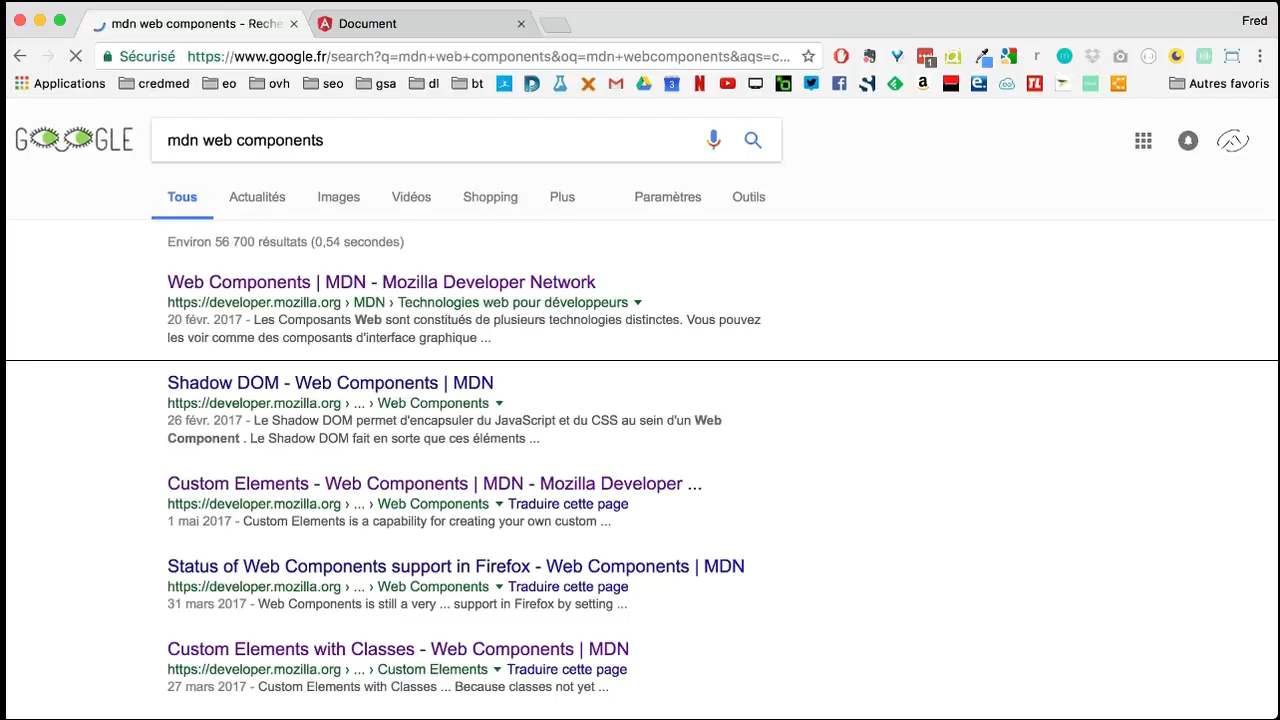 mdn web components - Reche
Document
Fred
Sécurisé https://www.google.fr/search?q=mdn+web+components&oq=mdn+webcomponents&aqs=c...
Applications credmed eo ovh seo gsa dl bt Autres favoris
GOOGLE
mdn web components
Tous Actualités Images Vidéos Shopping Plus Paramètres Outils
Environ 56 700 résultats (0,54 secondes)
Web Components | MDN - Mozilla Developer Network
https://developer.mozilla.org › MDN › Technologies web pour développeurs
20 févr. 2017 - Les Composants Web sont constitués de plusieurs technologies distinctes. Vous pouvez
les voir comme des composants d'interface graphique ...
Shadow DOM - Web Components | MDN
https://developer.mozilla.org › ... › Web Components
26 févr. 2017 - Le Shadow DOM permet d'encapsuler du JavaScript et du CSS au sein d'un Web
Component . Le Shadow DOM fait en sorte que ces éléments ...
Custom Elements - Web Components | MDN - Mozilla Developer ...
https://developer.mozilla.org › ... › Web Components Traduire cette page
1 mai 2017 - Custom Elements is a capability for creating your own custom ...
Status of Web Components support in Firefox - Web Components | MDN
https://developer.mozilla.org › ... › Web Components Traduire cette page
31 mars 2017 - Web Components is still a very ... support in Firefox by setting ...
Custom Elements with Classes - Web Components | MDN
https://developer.mozilla.org › ... › Custom Elements Traduire cette page
27 mars 2017 - Custom Elements with Classes ... Because classes not yet ...